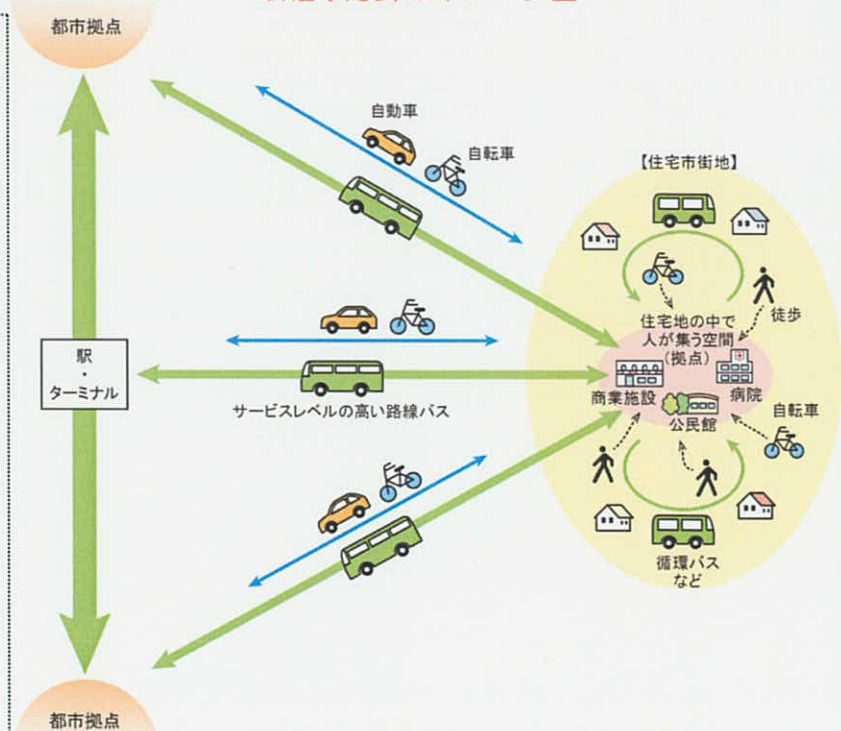 都市拠点
自動車
自転車
【住宅市街地】
住宅地の中で
人が集う空間
(拠点)
徒歩
駅
・
ターミナル
サービスレベルの高い路線バス
商業施設
病院
公民館
自転車
循環バス
など
都市拠点